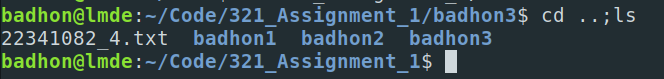 badhon@lmde:~/Code/321_Assignment_1/badhon3$ cd ..;ls
22341082_4.txt  badhon1  badhon2  badhon3
badhon@lmde:~/Code/321_Assignment_1$